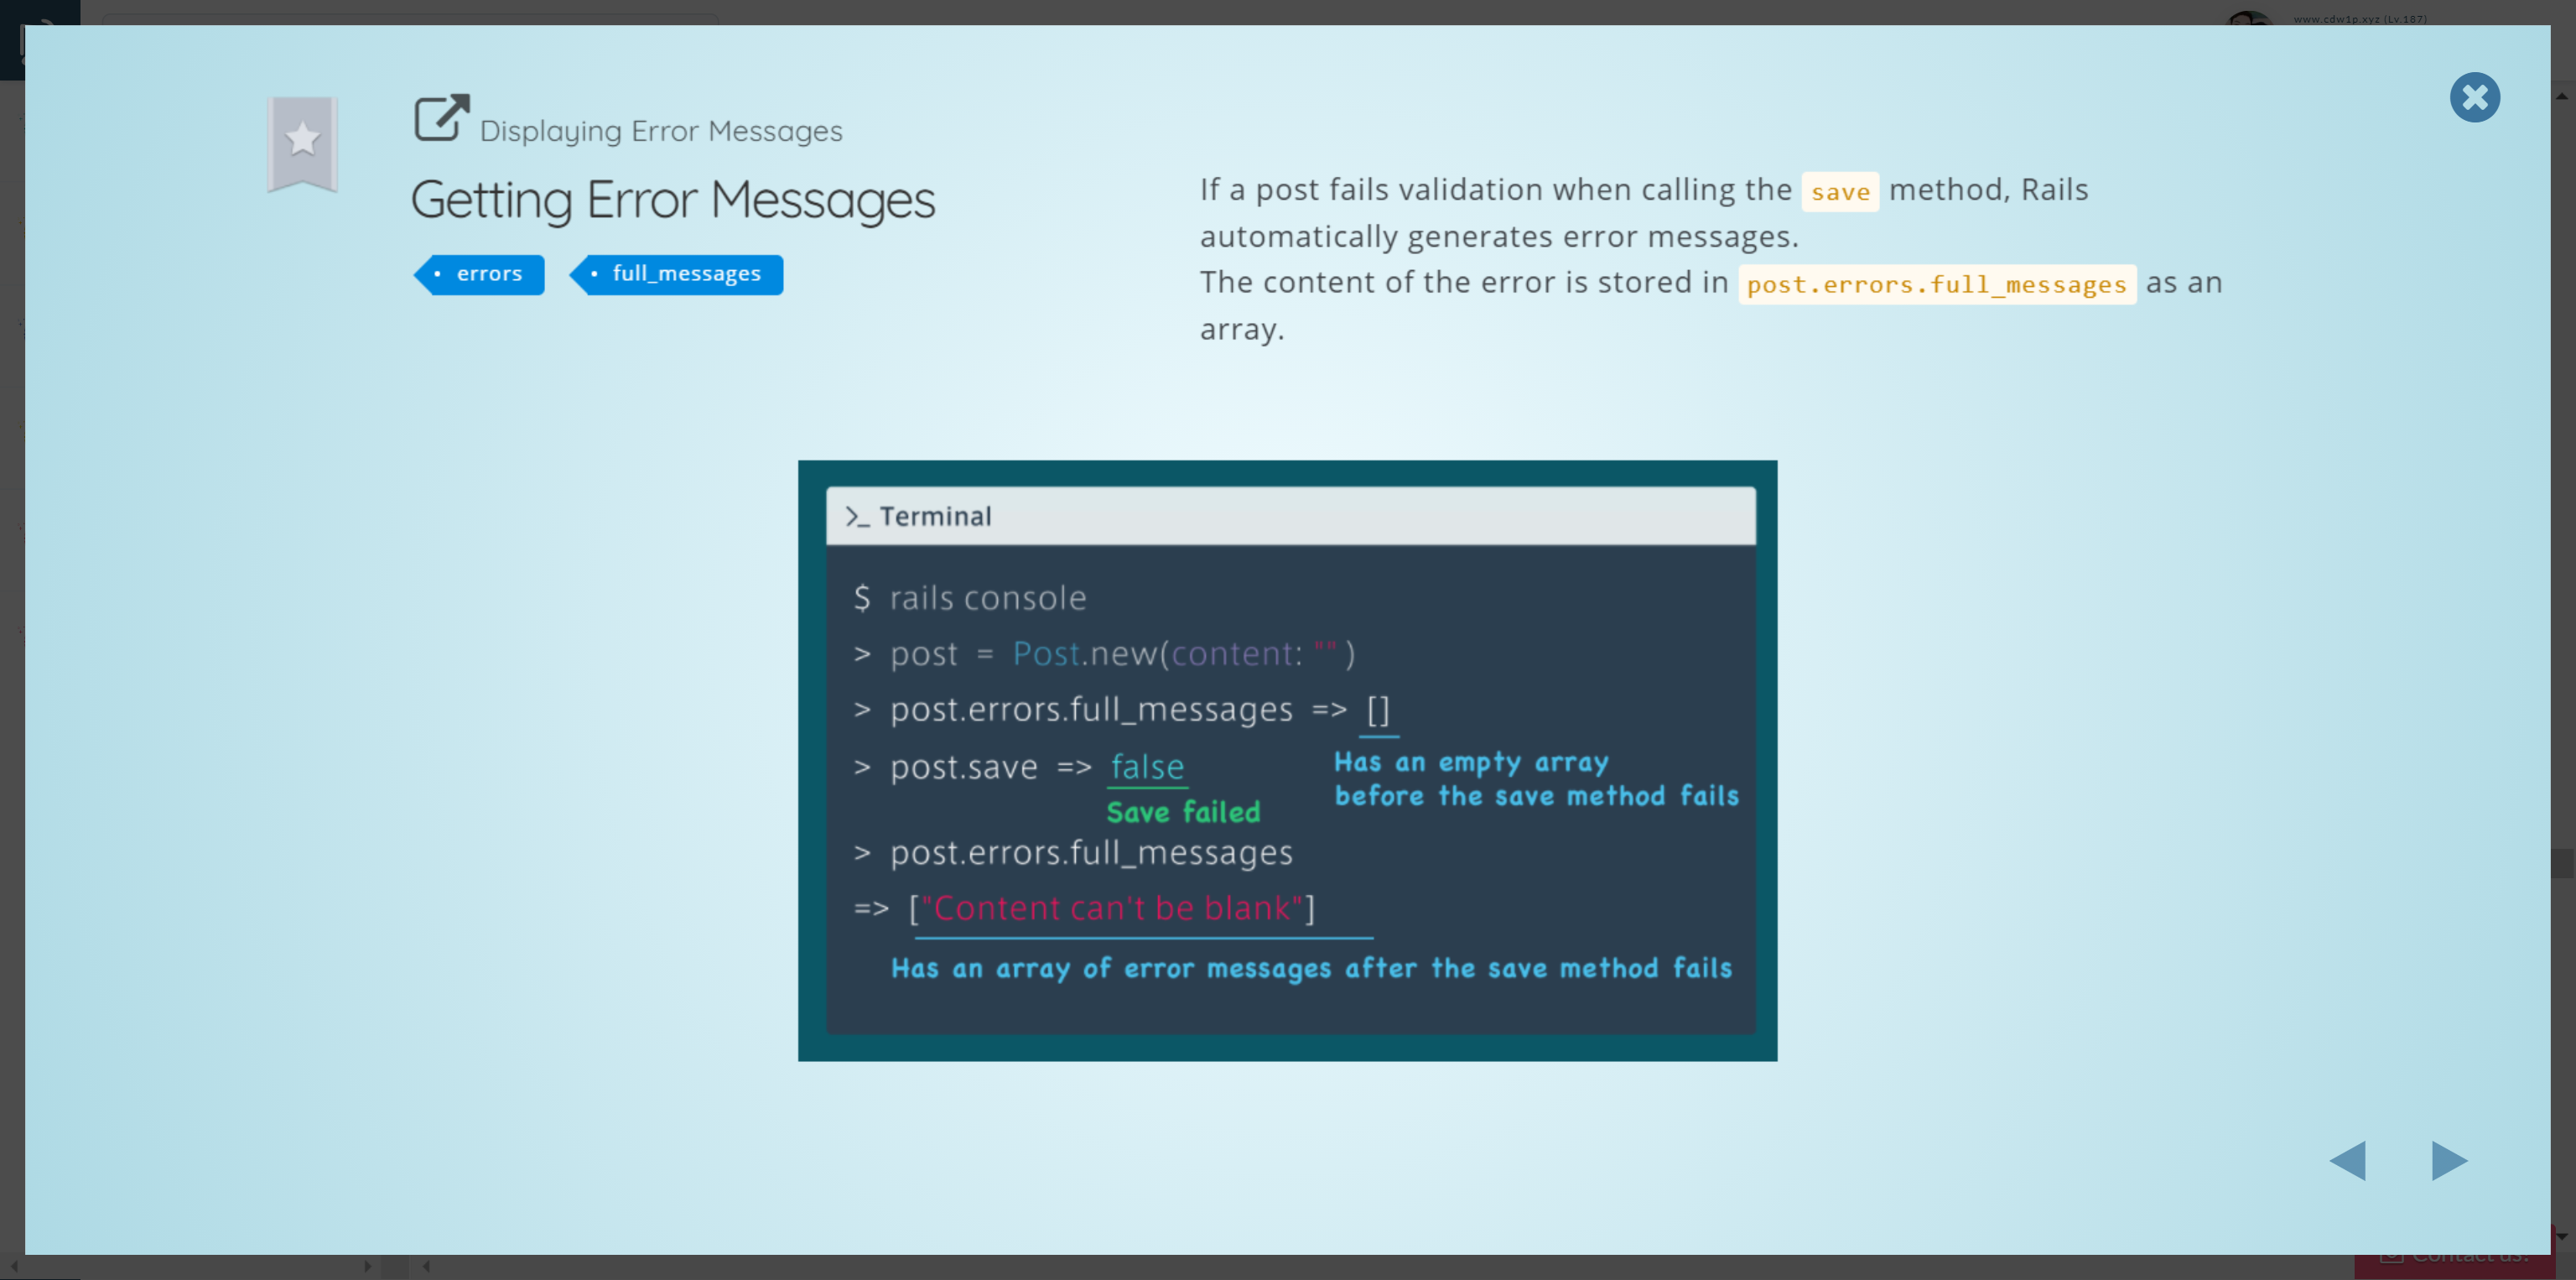 www.cdw1p.xyz (Lv.187)
Displaying Error Messages
Getting Error Messages
• errors • full_messages
If a post fails validation when calling the save method, Rails
automatically generates error messages.
The content of the error is stored in post.errors.full_messages as an
array.
>_ Terminal
$ rails console
> post = Post.new(content: "" )
> post.errors.full_messages => []
> post.save => false
Has an empty array
before the save method fails
Save failed
> post.errors.full_messages
=> ["Content can't be blank"]
Has an array of error messages after the save method fails
Contact us!